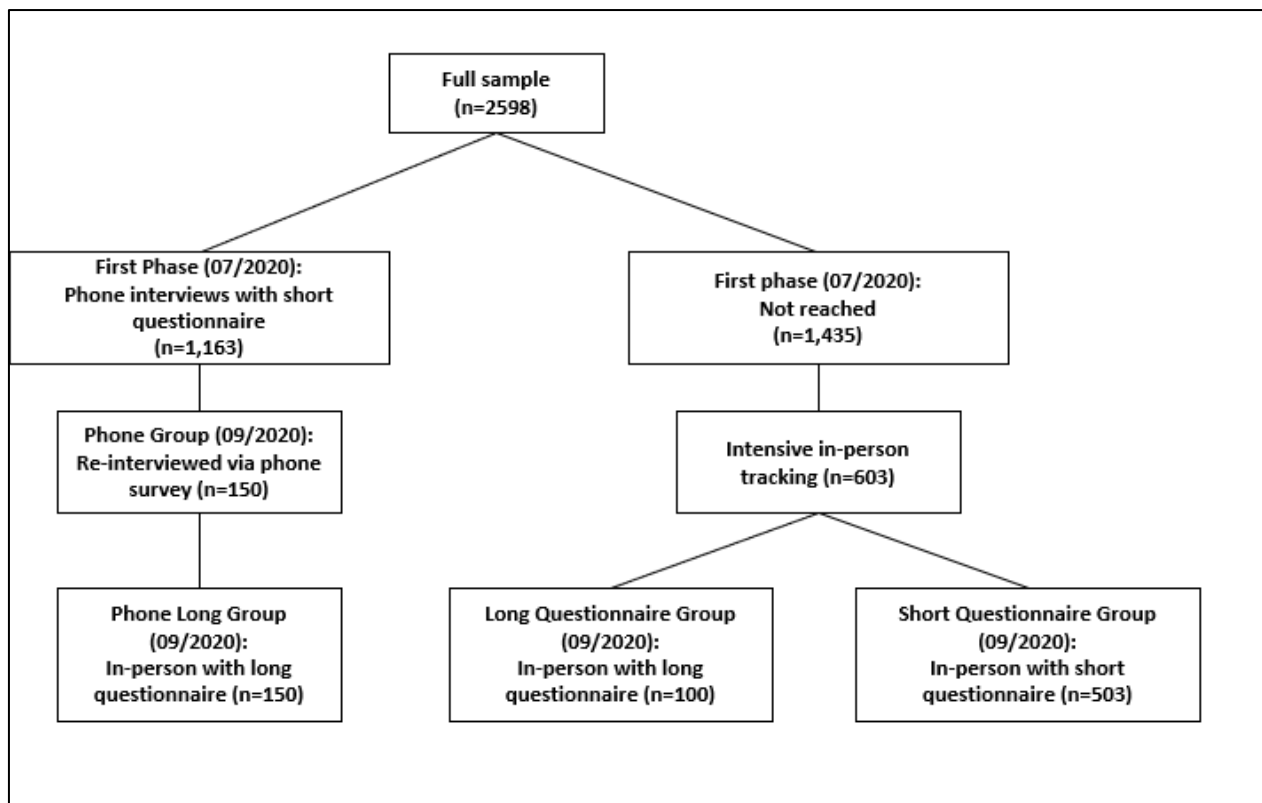 Full sample
(n=2598)
First Phase (07/2020):
Phone interviews with short
questionnaire
(n=1,163)
First phase (07/2020):
Not reached
(n=1,435)
Phone Group (09/2020):
Re-interviewed via phone
survey (n=150)
Intensive in-person
tracking (n=603)
Phone Long Group
(09/2020):
In-person with long
questionnaire (n=150)
Long Questionnaire Group
(09/2020):
In-person with long
questionnaire (n=100)
Short Questionnaire Group
(09/2020):
In-person with short
questionnaire (n=503)